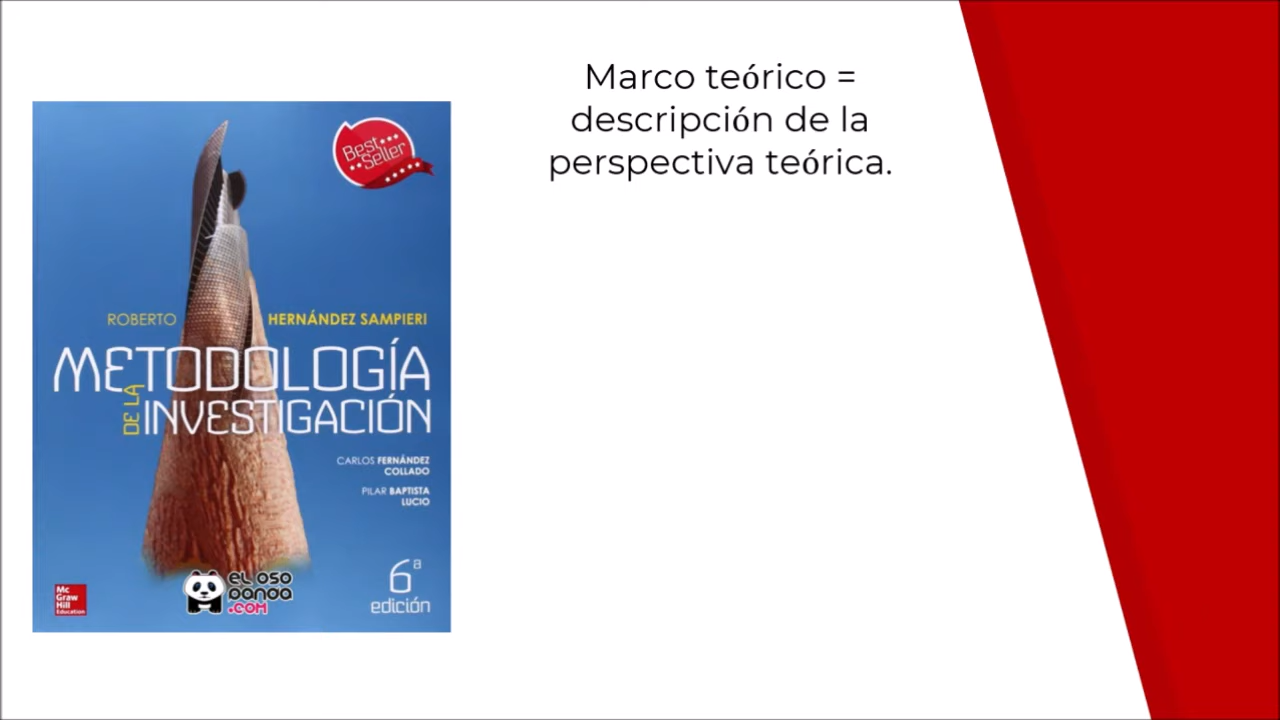 Marco teórico =
descripción de la
perspectiva teórica.
Best
Seller
ROBERTO HERNÁNDEZ SAMPIERI
METODOLOGÍA
DE LA INVESTIGACIÓN
CARLOS FERNÁNDEZ
COLLADO
PILAR BAPTISTA
LUCIO
6ª
edición
Mc
Graw
Hill
Education
EL OSO
PANDA
.COM